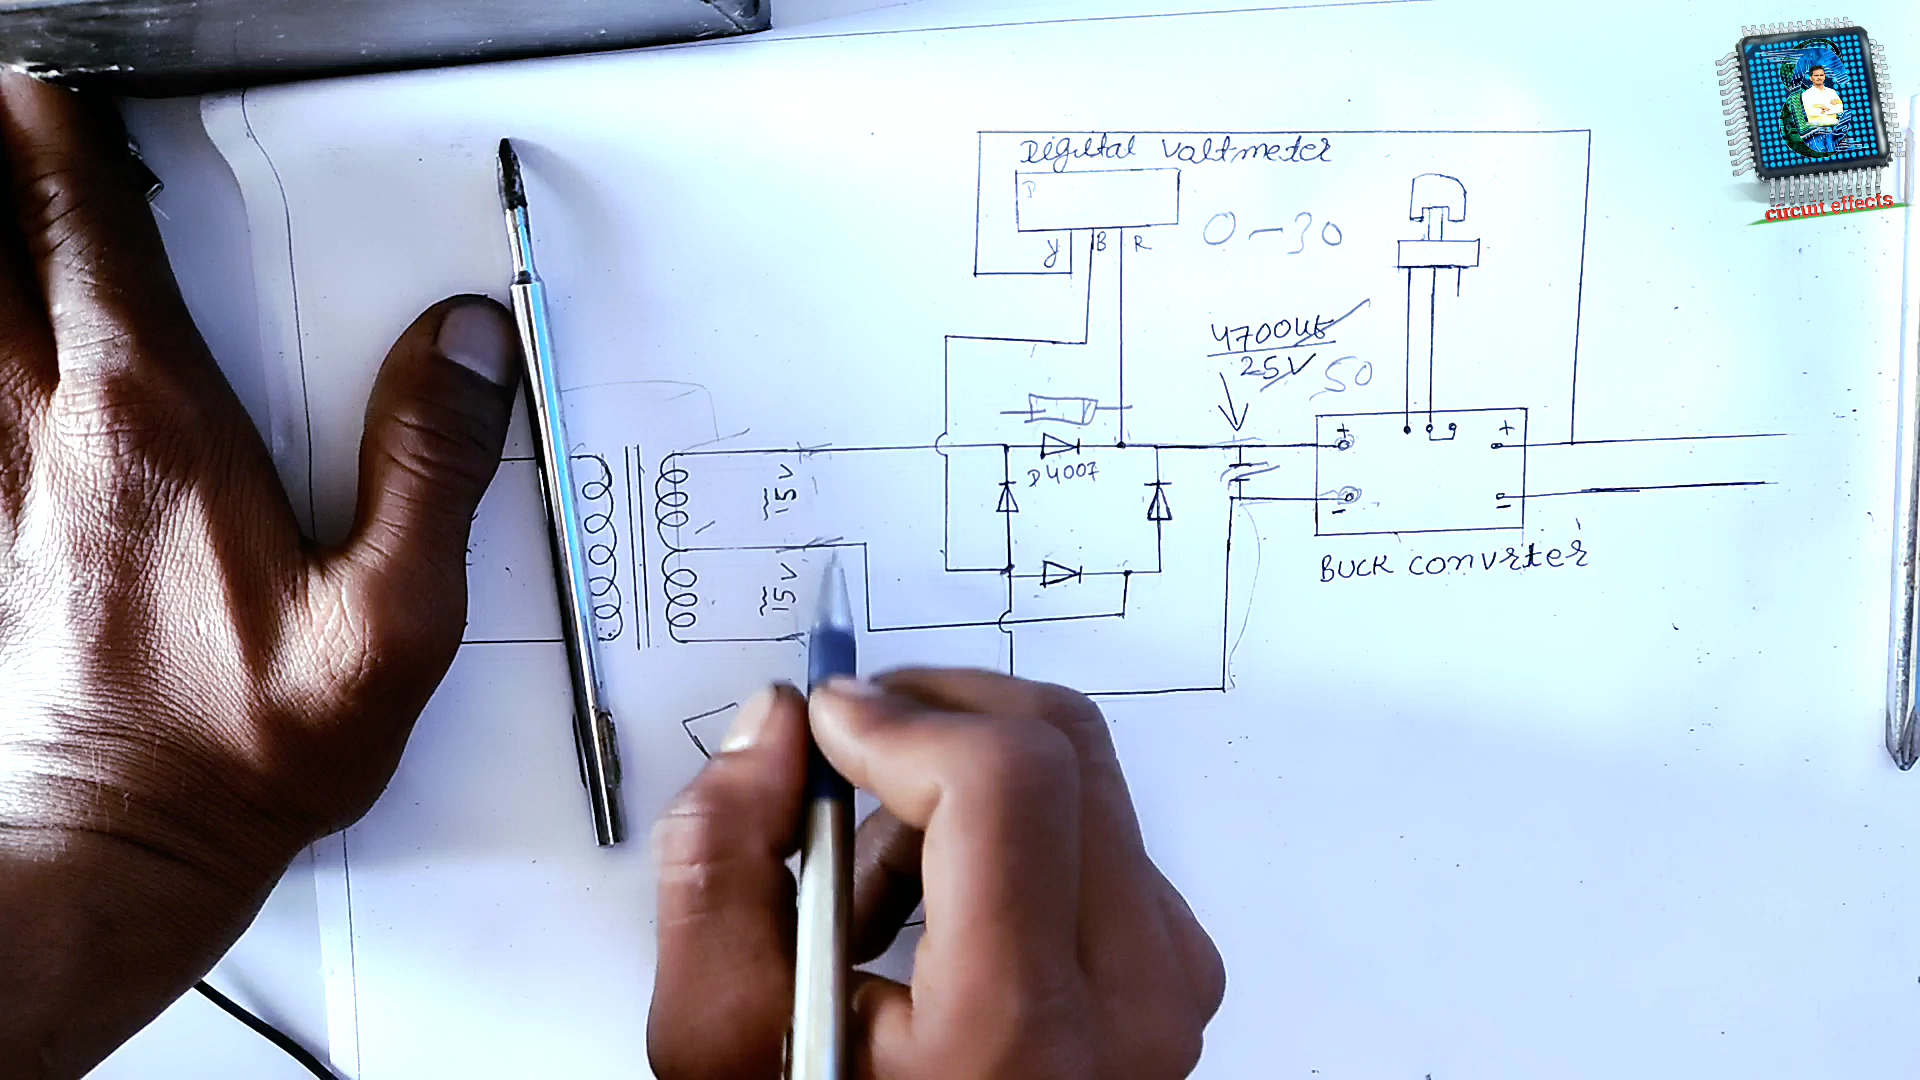 Digital Voltmeter
Y B R
0-30
4700uf
25V 50
+ +
15V
D4007
- -
15V
BUCK converter
circuit effects